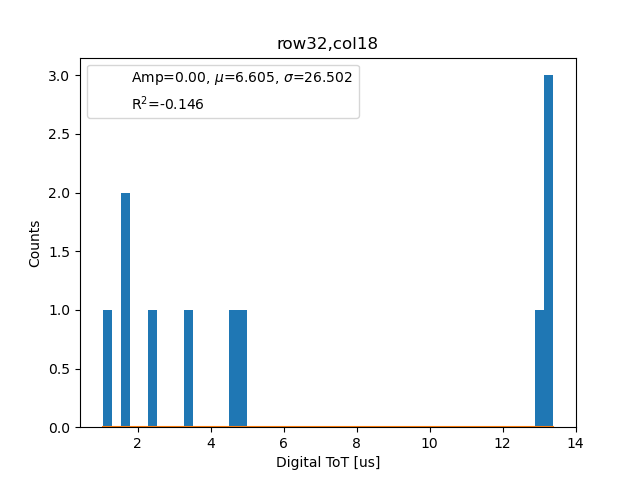 row32,col18
Amp=0.00, μ=6.605, σ=26.502
R²=-0.146
3.0
2.5
2.0
1.5
1.0
0.5
0.0
Counts
2 4 6 8 10 12 14
Digital ToT [us]